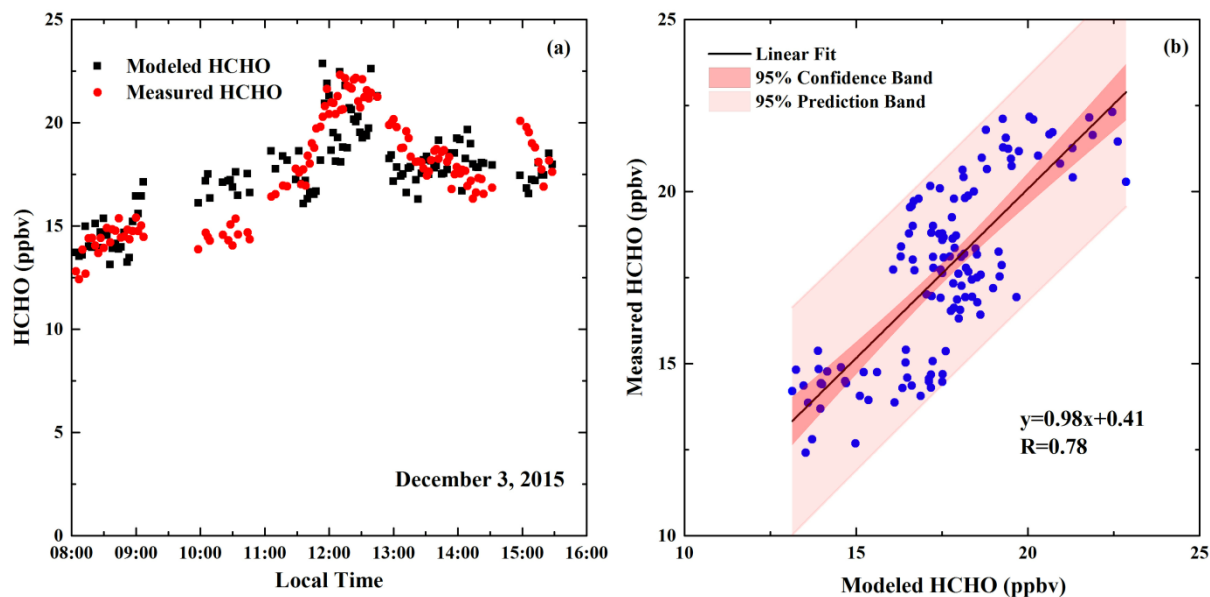 (a)
Modeled HCHO
Measured HCHO
HCHO (ppbv)
25
20
15
10
5
0
December 3, 2015
08:00 09:00 10:00 11:00 12:00 13:00 14:00 15:00 16:00
Local Time
(b)
Linear Fit
95% Confidence Band
95% Prediction Band
Measured HCHO (ppbv)
25
20
15
10
y=0.98x+0.41
R=0.78
10 15 20 25
Modeled HCHO (ppbv)